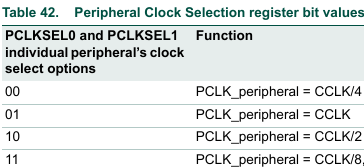 Table 42. Peripheral Clock Selection register bit values
PCLKSEL0 and PCLKSEL1 Function
individual peripheral's clock
select options
00 PCLK_peripheral = CCLK/4
01 PCLK_peripheral = CCLK
10 PCLK_peripheral = CCLK/2
11 PCLK_peripheral = CCLK/8,